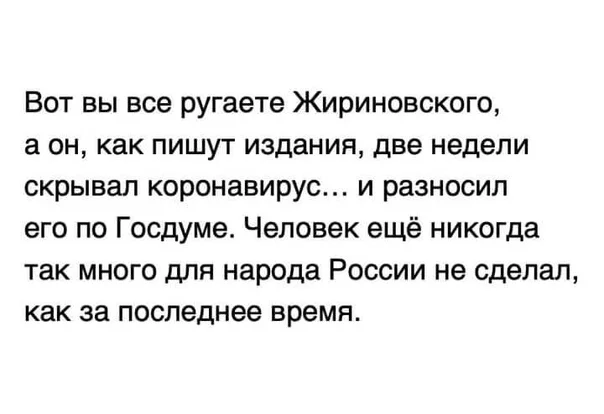 Вот вы все ругаете Жириновского,
а он, как пишут издания, две недели
скрывал коронавирус... и разносил
его по Госдуме. Человек ещё никогда
так много для народа России не сделал,
как за последнее время.